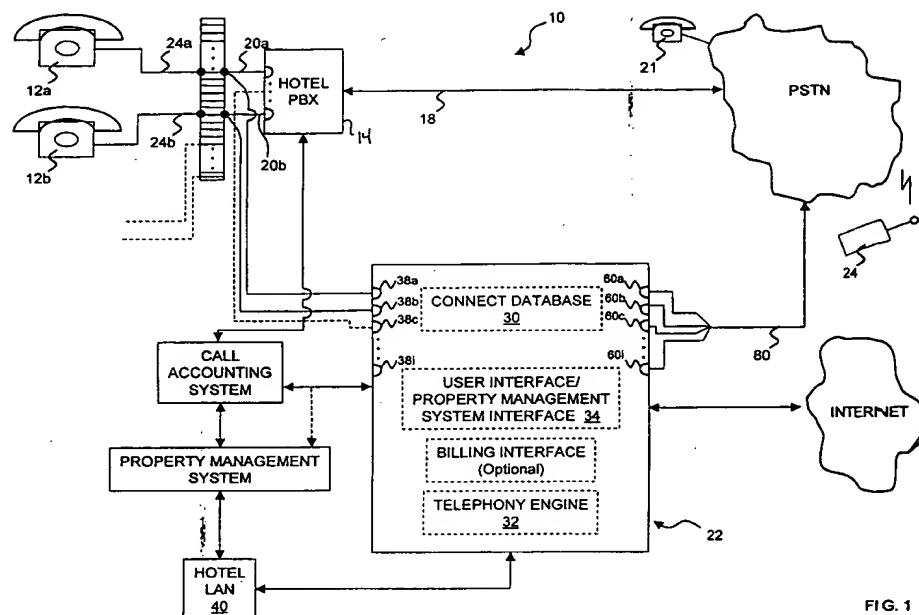 10
24a
20a
12a
HOTEL
PBX
14
18
21
PSTN
24b
20b
12b
24
38a
38b
38c
38i
CONNECT DATABASE
30
60a
60b
60c
60i
80
CALL
ACCOUNTING
SYSTEM
USER INTERFACE/
PROPERTY MANAGEMENT
SYSTEM INTERFACE 34
INTERNET
PROPERTY MANAGEMENT
SYSTEM
BILLING INTERFACE
(Optional)
TELEPHONY ENGINE
32
22
HOTEL
LAN
40
FIG. 1